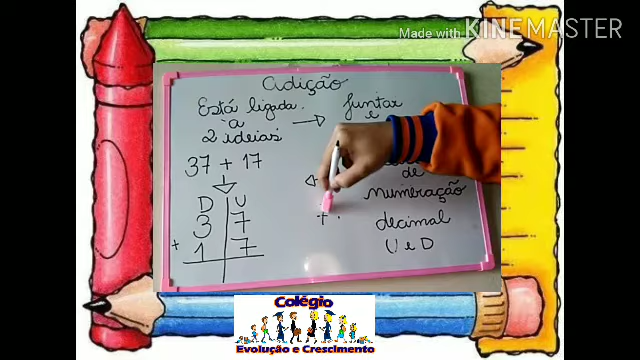 Made with KINEMASTER
Adição
Está ligada
a
2 ideias
juntar
e
37 + 17
D U
3 7
+ 1 7
+
de
numeração
decimal
U e D
Colégio
Evolução e Crescimento